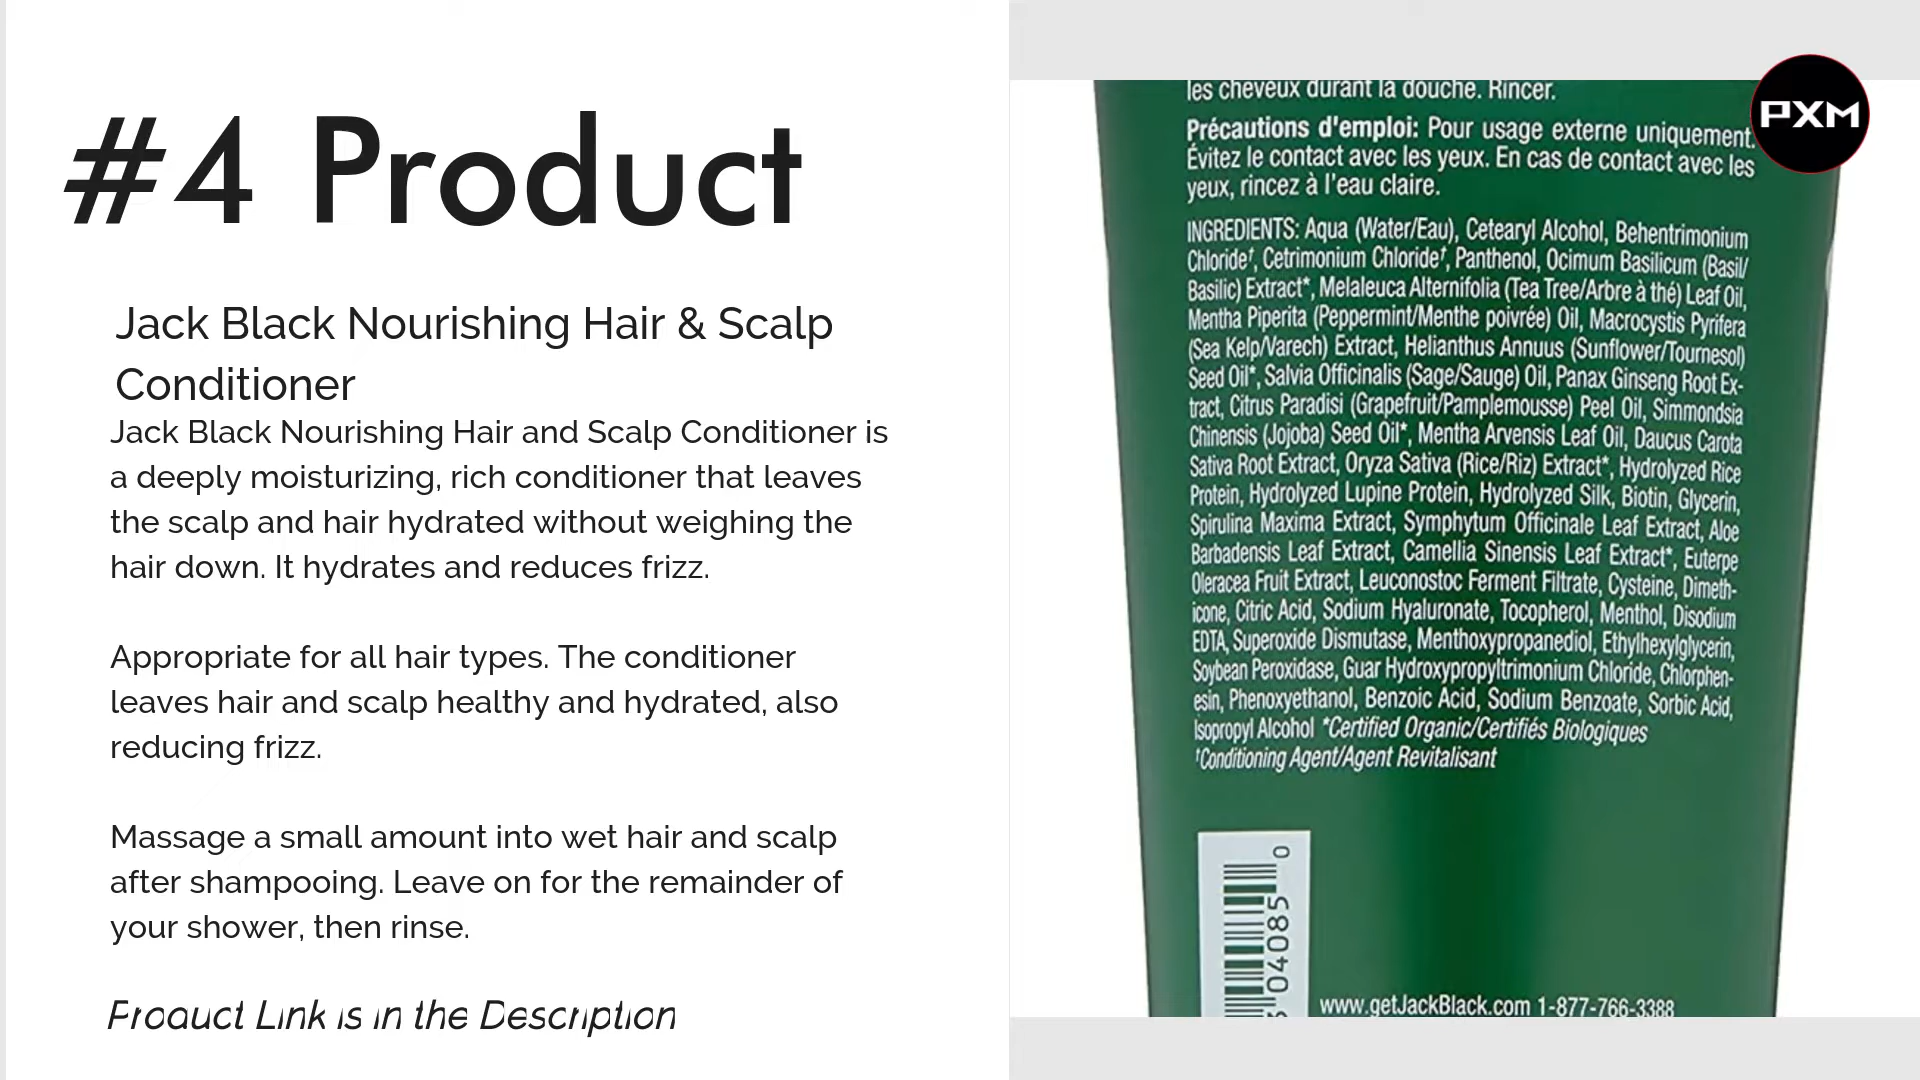 #4 Product
Jack Black Nourishing Hair & Scalp
Conditioner
Jack Black Nourishing Hair and Scalp Conditioner is
a deeply moisturizing, rich conditioner that leaves
the scalp and hair hydrated without weighing the
hair down. It hydrates and reduces frizz.
Appropriate for all hair types. The conditioner
leaves hair and scalp healthy and hydrated, also
reducing frizz.
Massage a small amount into wet hair and scalp
after shampooing. Leave on for the remainder of
your shower, then rinse.
Product Link is in the Description
PXM
les cheveux durant la douche. Rincer.
Précautions d'emploi: Pour usage externe uniquement.
Évitez le contact avec les yeux. En cas de contact avec les
yeux, rincez à l'eau claire.
INGREDIENTS: Aqua (Water/Eau), Cetearyl Alcohol, Behentrimonium
Chloride†, Cetrimonium Chloride†, Panthenol, Ocimum Basilicum (Basil/
Basilic) Extract*, Melaleuca Alternifolia (Tea Tree/Arbre à thé) Leaf Oil,
Mentha Piperita (Peppermint/Menthe poivrée) Oil, Macrocystis Pyrifera
(Sea Kelp/Varech) Extract, Helianthus Annuus (Sunflower/Tournesol)
Seed Oil*, Salvia Officinalis (Sage/Sauge) Oil, Panax Ginseng Root Ex-
tract, Citrus Paradisi (Grapefruit/Pamplemousse) Peel Oil, Simmondsia
Chinensis (Jojoba) Seed Oil*, Mentha Arvensis Leaf Oil, Daucus Carota
Sativa Root Extract, Oryza Sativa (Rice/Riz) Extract*, Hydrolyzed Rice
Protein, Hydrolyzed Lupine Protein, Hydrolyzed Silk, Biotin, Glycerin,
Spirulina Maxima Extract, Symphytum Officinale Leaf Extract, Aloe
Barbadensis Leaf Extract, Camellia Sinensis Leaf Extract*, Euterpe
Oleracea Fruit Extract, Leuconostoc Ferment Filtrate, Cysteine, Dimeth-
icone, Citric Acid, Sodium Hyaluronate, Tocopherol, Menthol, Disodium
EDTA, Superoxide Dismutase, Menthoxypropanediol, Ethylhexylglycerin,
Soybean Peroxidase, Guar Hydroxypropyltrimonium Chloride, Chlorphen-
esin, Phenoxyethanol, Benzoic Acid, Sodium Benzoate, Sorbic Acid,
Isopropyl Alcohol *Certified Organic/Certifiés Biologiques
†Conditioning Agent/Agent Revitalisant
04085 0
www.getJackBlack.com 1-877-766-3388